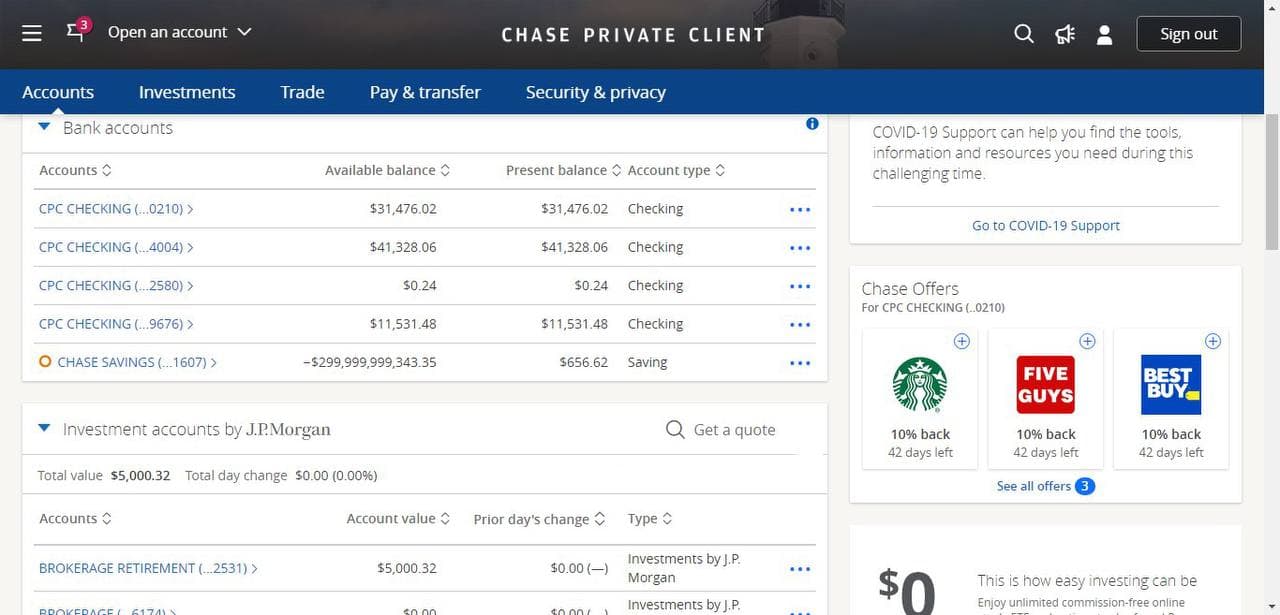 3
Open an account
CHASE PRIVATE CLIENT
Sign out
Accounts Investments Trade Pay & transfer Security & privacy
Bank accounts
Accounts Available balance Present balance Account type
CPC CHECKING (...0210) $31,476.02 $31,476.02 Checking
CPC CHECKING (...4004) $41,328.06 $41,328.06 Checking
CPC CHECKING (...2580) $0.24 $0.24 Checking
CPC CHECKING (...9676) $11,531.48 $11,531.48 Checking
CHASE SAVINGS (...1607) −$299,999,999,343.35 $656.62 Saving
Investment accounts by J.P.Morgan
Get a quote
Total value $5,000.32 Total day change $0.00 (0.00%)
Accounts Account value Prior day's change Type
BROKERAGE RETIREMENT (...2531) $5,000.32 $0.00 (—) Investments by J.P.
Morgan
BROKERAGE (...6174) $0.00 $0.00 (—) Investments by J.P.
COVID-19 Support can help you find the tools,
information and resources you need during this
challenging time.
Go to COVID-19 Support
Chase Offers
For CPC CHECKING (..0210)
FIVE
GUYS
BEST
BUY
10% back 10% back 10% back
42 days left 42 days left 42 days left
See all offers 3
$0
This is how easy investing can be
Enjoy unlimited commission-free online